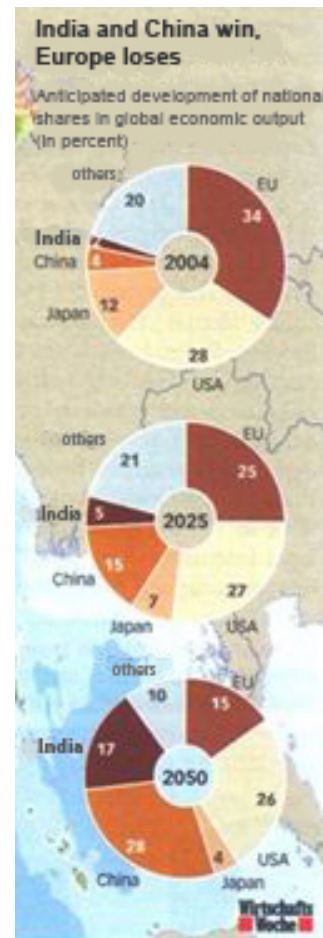 India and China win,
Europe loses
Anticipated development of national
shares in global economic output
(in percent)
others
20
EU
34
India
2
China
4
2004
Japan
12
28
USA
others
21
EU
25
India
5
2025
15
China
27
7
Japan
USA
others
10
EU
15
India
17
2050
26
28
China
4
USA
Japan
Wirtschafts
Woche